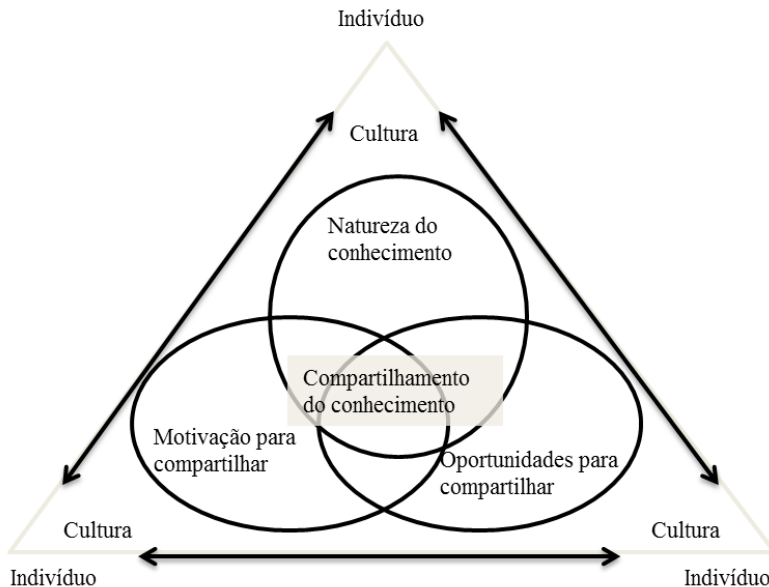 Indivíduo
Cultura
Natureza do
conhecimento
Compartilhamento
do conhecimento
Motivação para
compartilhar
Oportunidades para
compartilhar
Cultura
Cultura
Indivíduo
Indivíduo